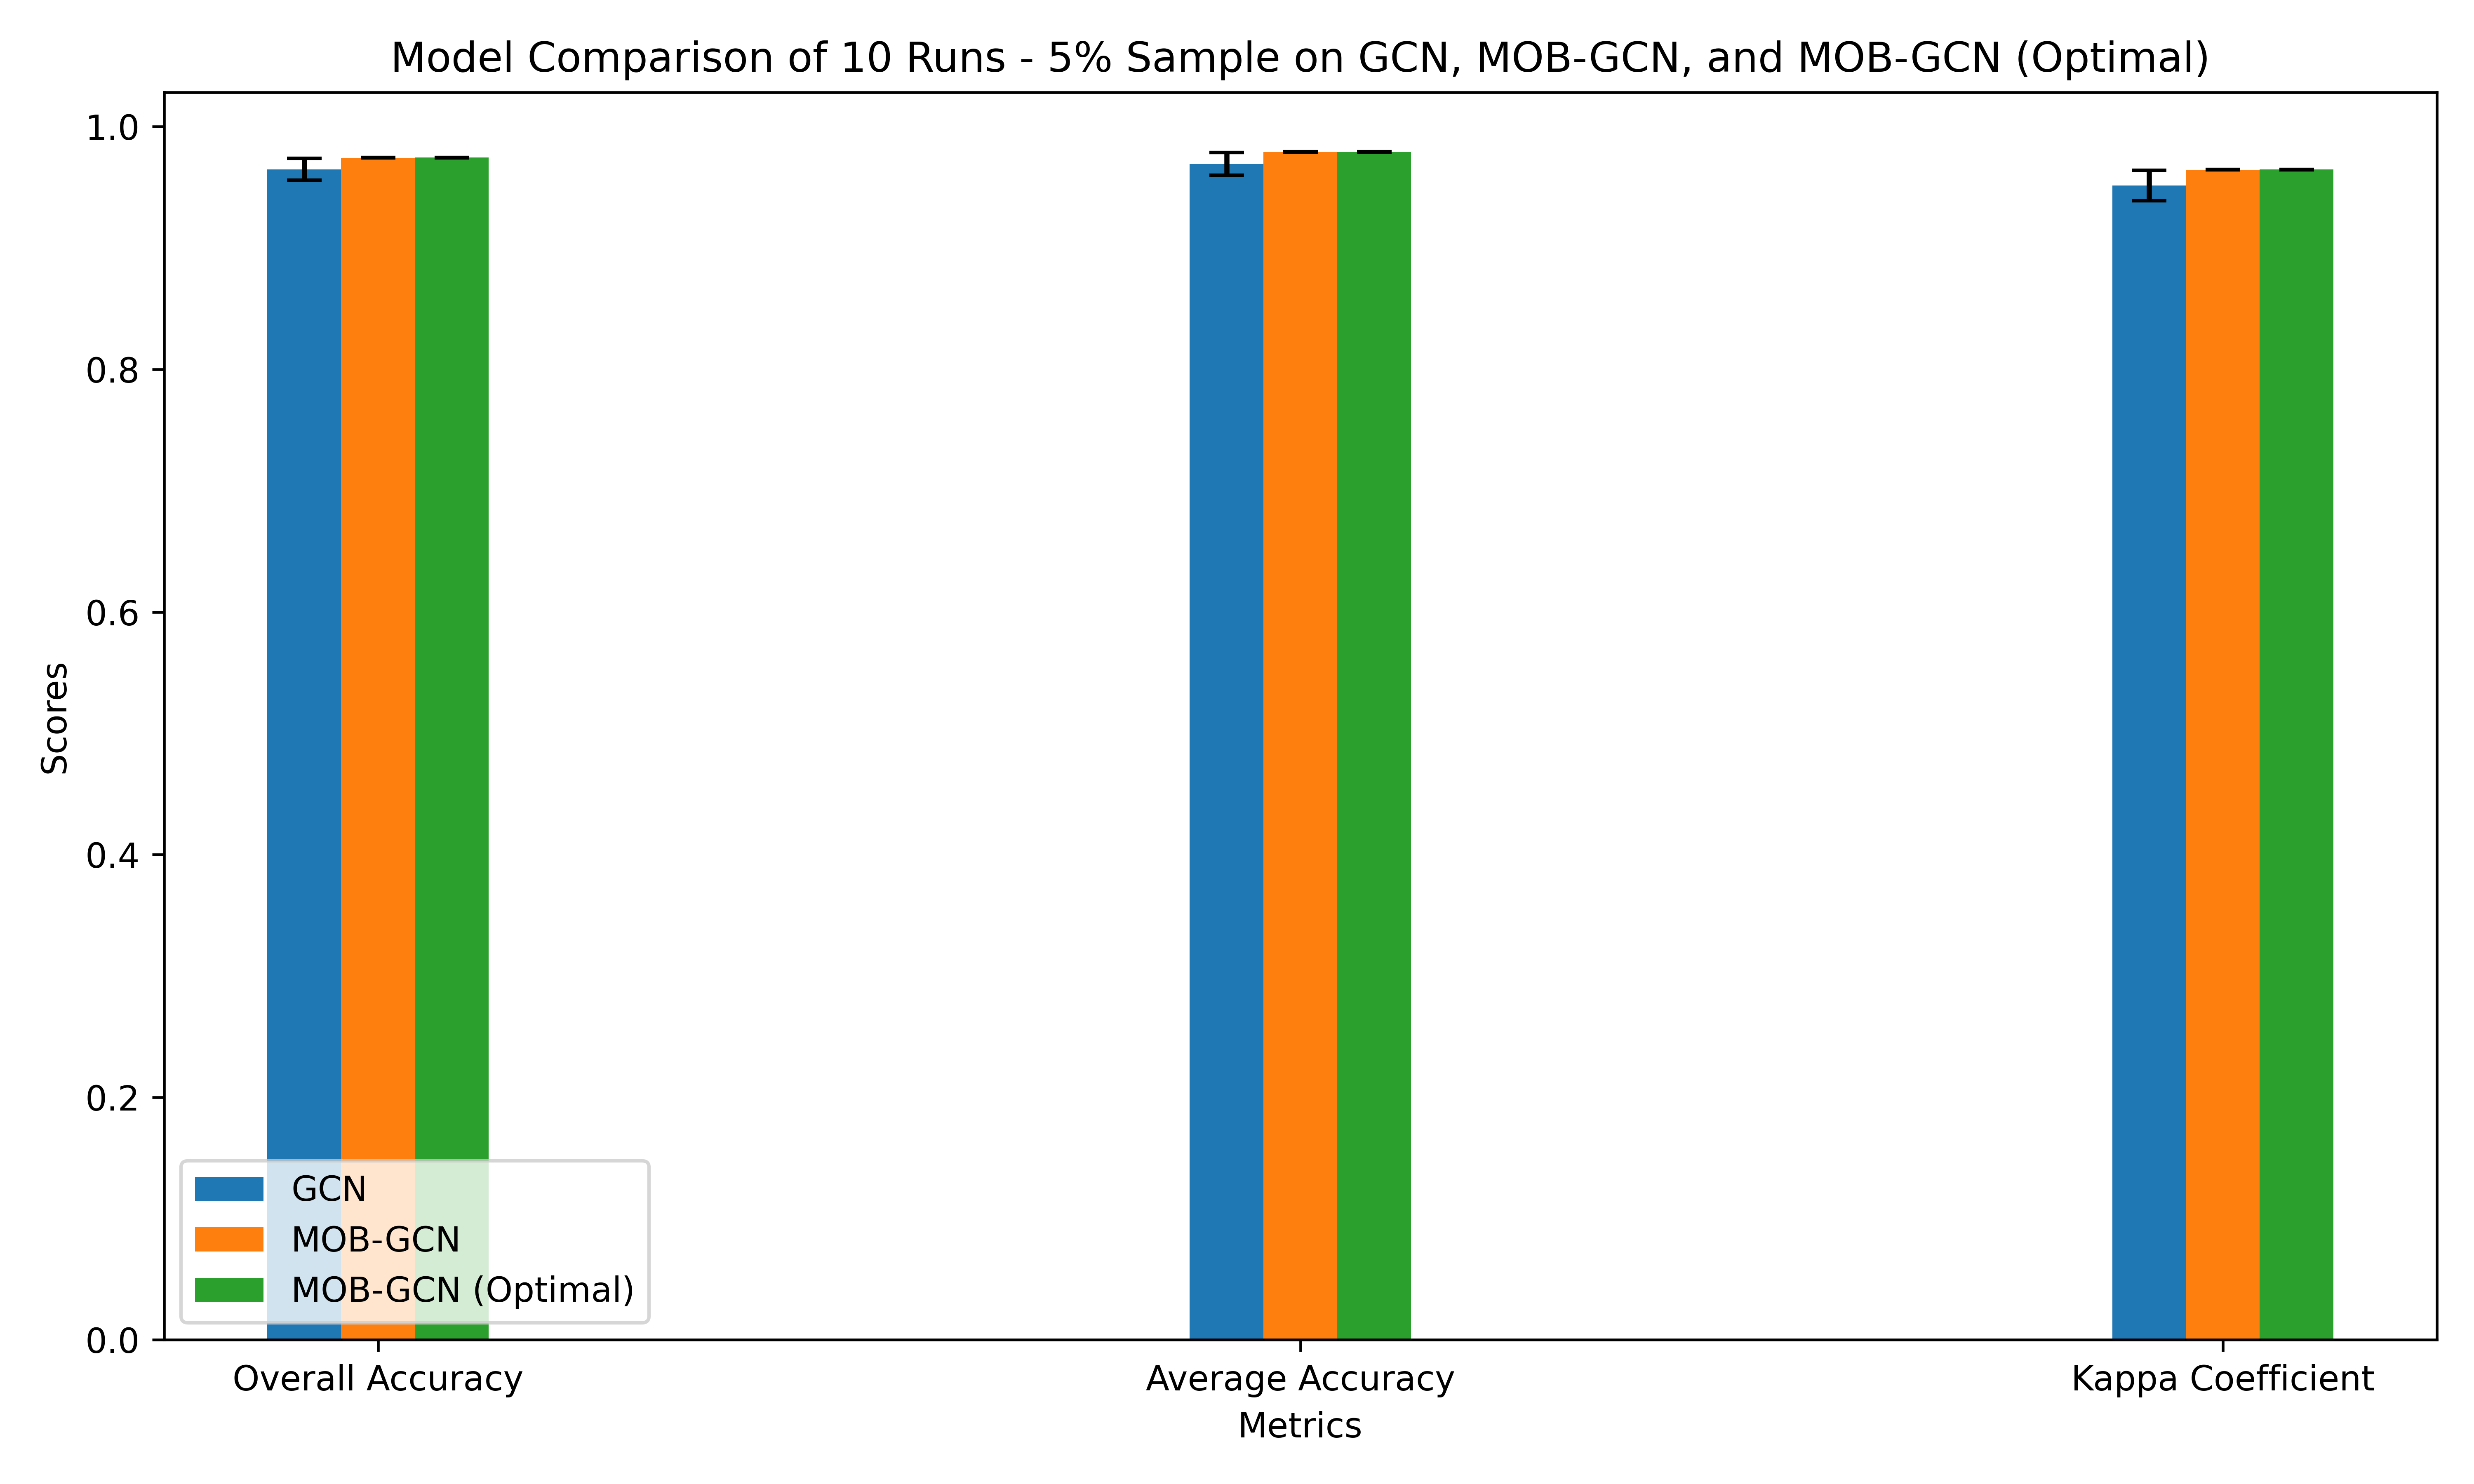 Model Comparison of 10 Runs - 5% Sample on GCN, MOB-GCN, and MOB-GCN (Optimal)
1.0
0.8
0.6
0.4
0.2
0.0
Scores
GCN
MOB-GCN
MOB-GCN (Optimal)
Overall Accuracy
Average Accuracy
Kappa Coefficient
Metrics